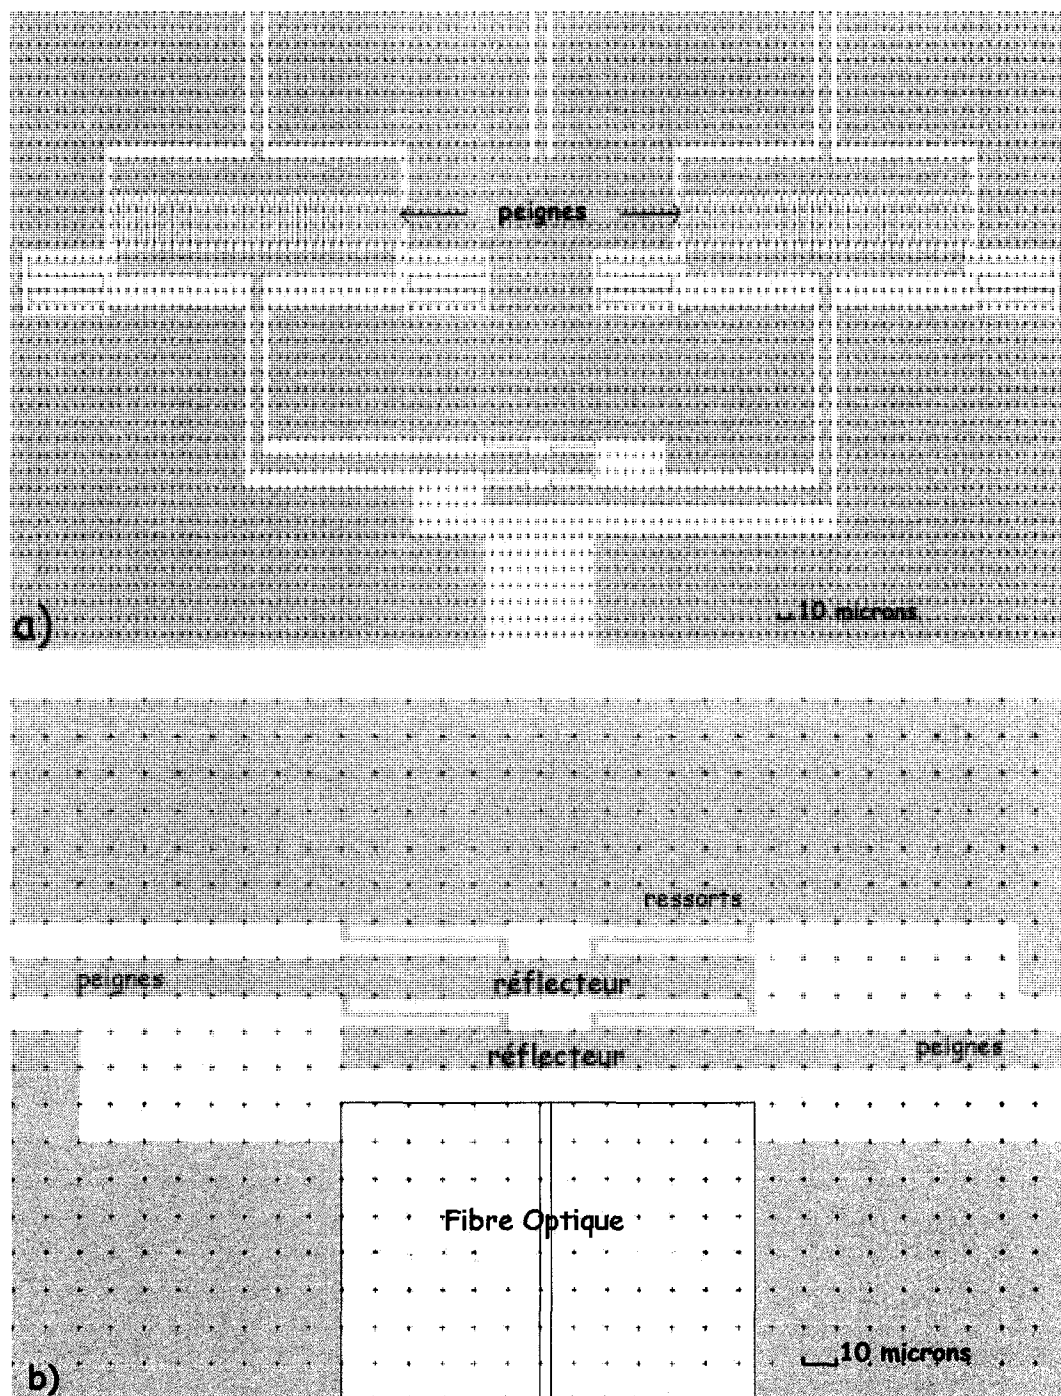 peignes
10 microns
a)
ressorts
peignes
réflecteur
réflecteur
peignes
Fibre Optique
10 microns
b)